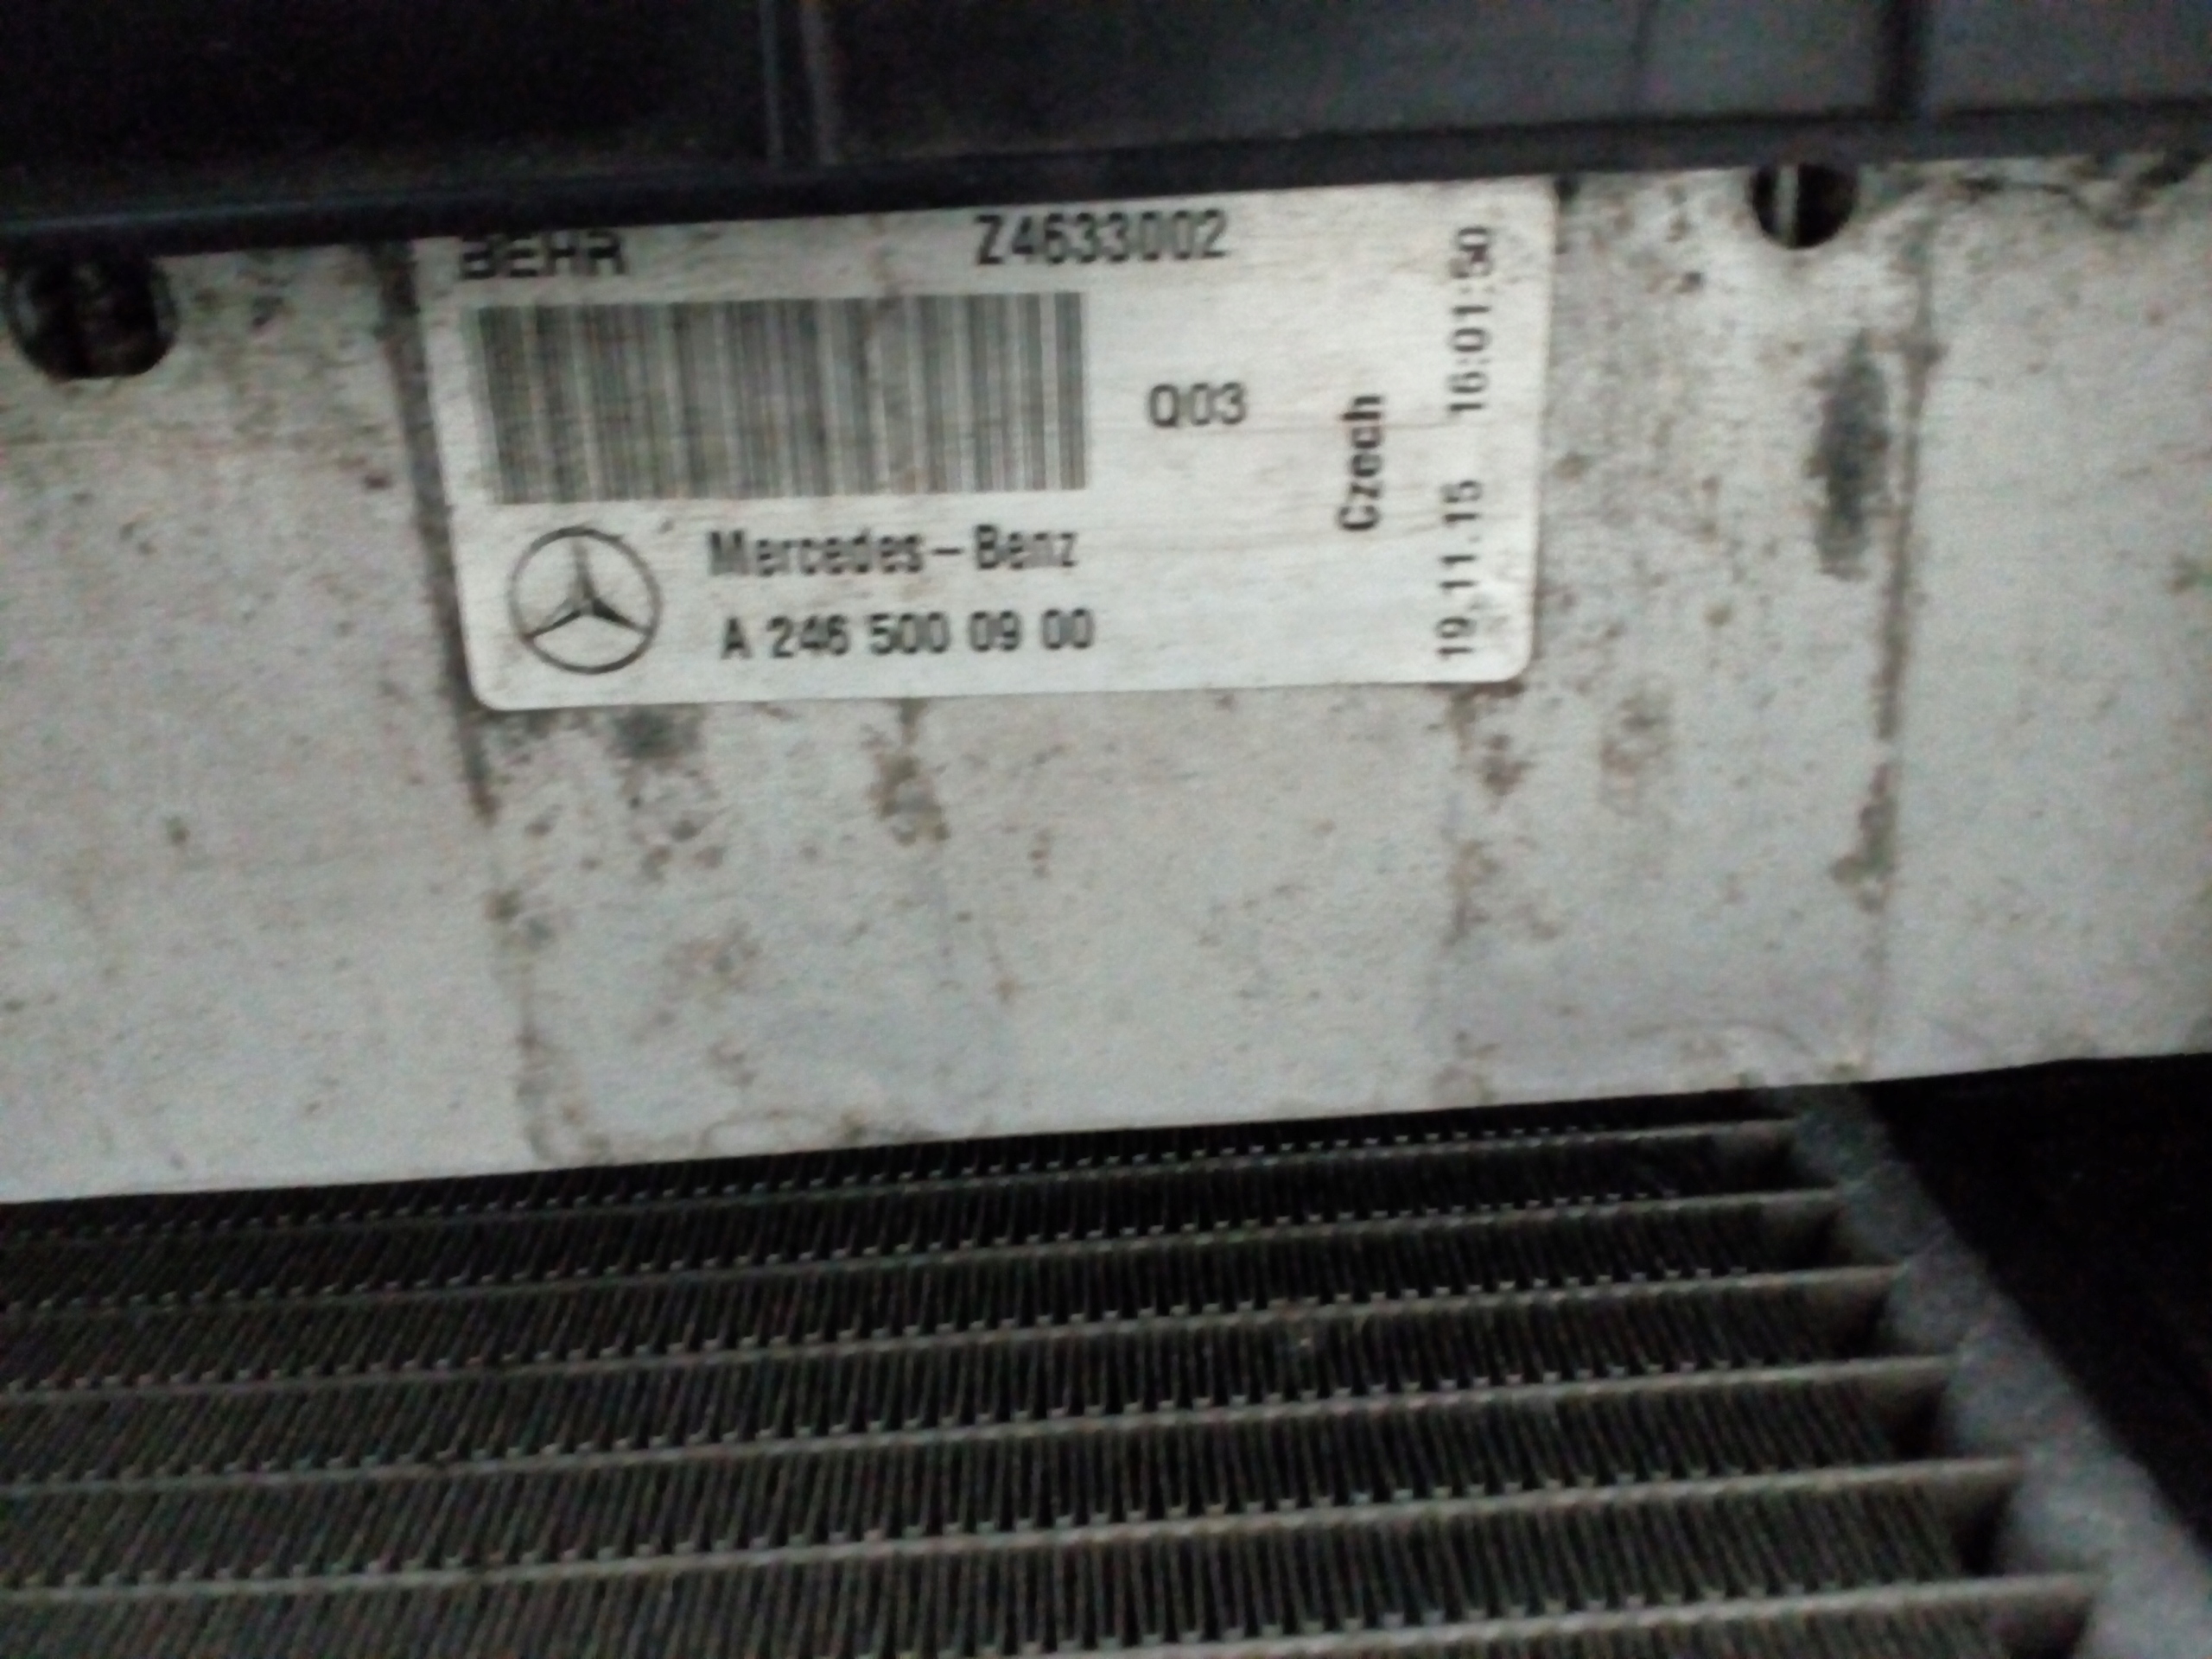 BEHR Z4633002
Q03
Mercedes-Benz
A 246 500 09 00
Czech
19.11.15 16:01:50